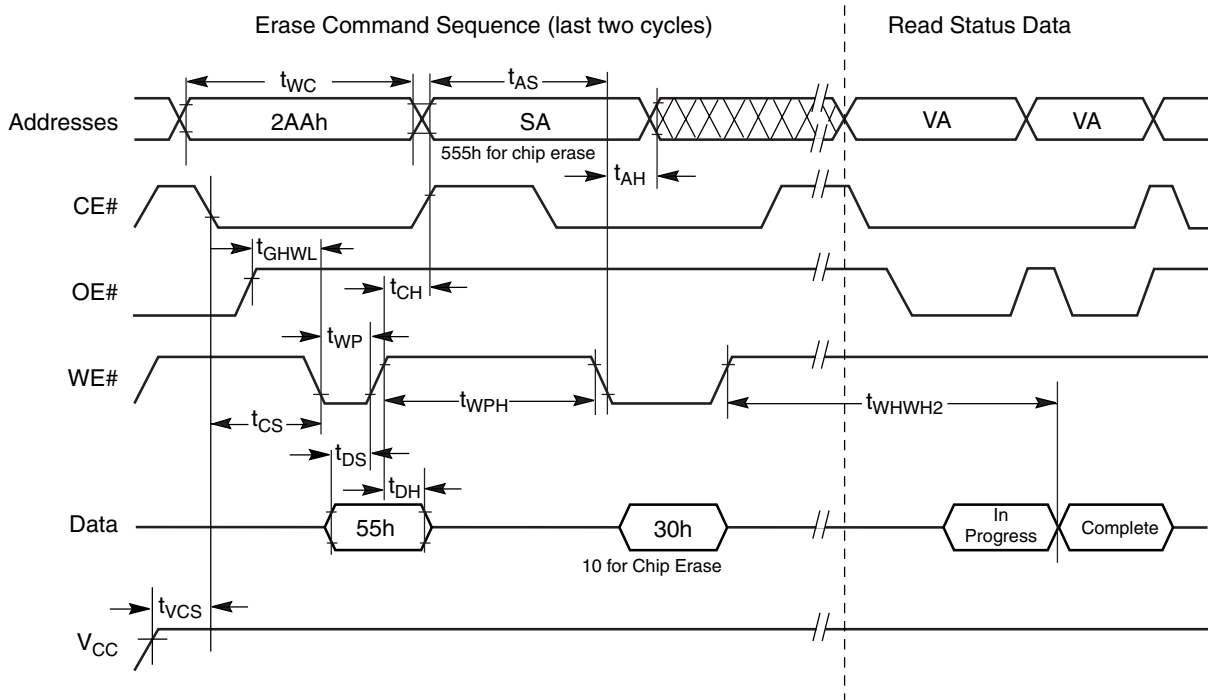 Erase Command Sequence (last two cycles)
Read Status Data
tWC
tAS
Addresses
2AAh
SA
VA
VA
555h for chip erase
tAH
CE#
tGHWL
OE#
tCH
tWP
WE#
tWPH
tWHWH2
tCS
tDS
tDH
Data
55h
30h
In
Progress
Complete
10 for Chip Erase
tVCS
VCC